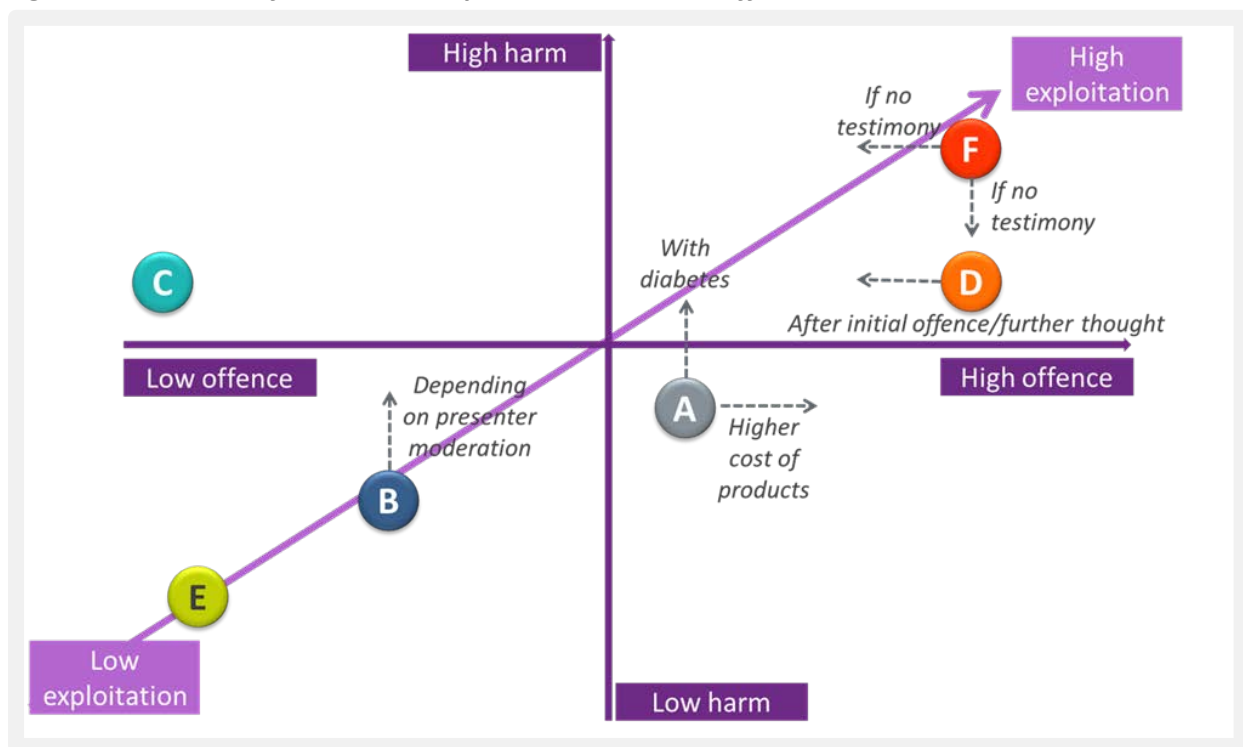 High harm
High
exploitation
If no
testimony
F
If no
testimony
With
diabetes
C
D
After initial offence/further thought
Low offence
High offence
Depending
on presenter
moderation
A
Higher
cost of
products
B
E
Low
exploitation
Low harm